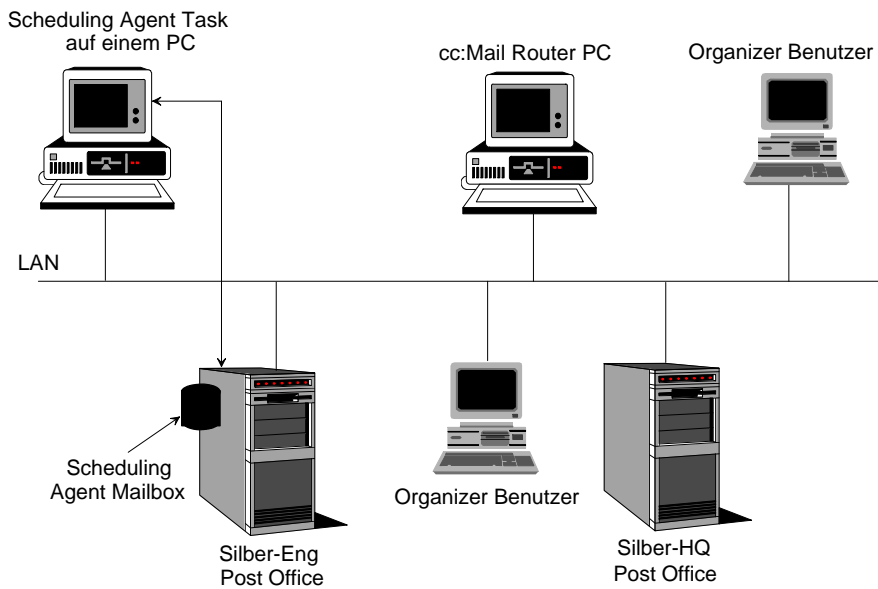 Scheduling Agent Task
auf einem PC
cc:Mail Router PC
Organizer Benutzer
LAN
Scheduling
Agent Mailbox
Organizer Benutzer
Silber-Eng
Post Office
Silber-HQ
Post Office